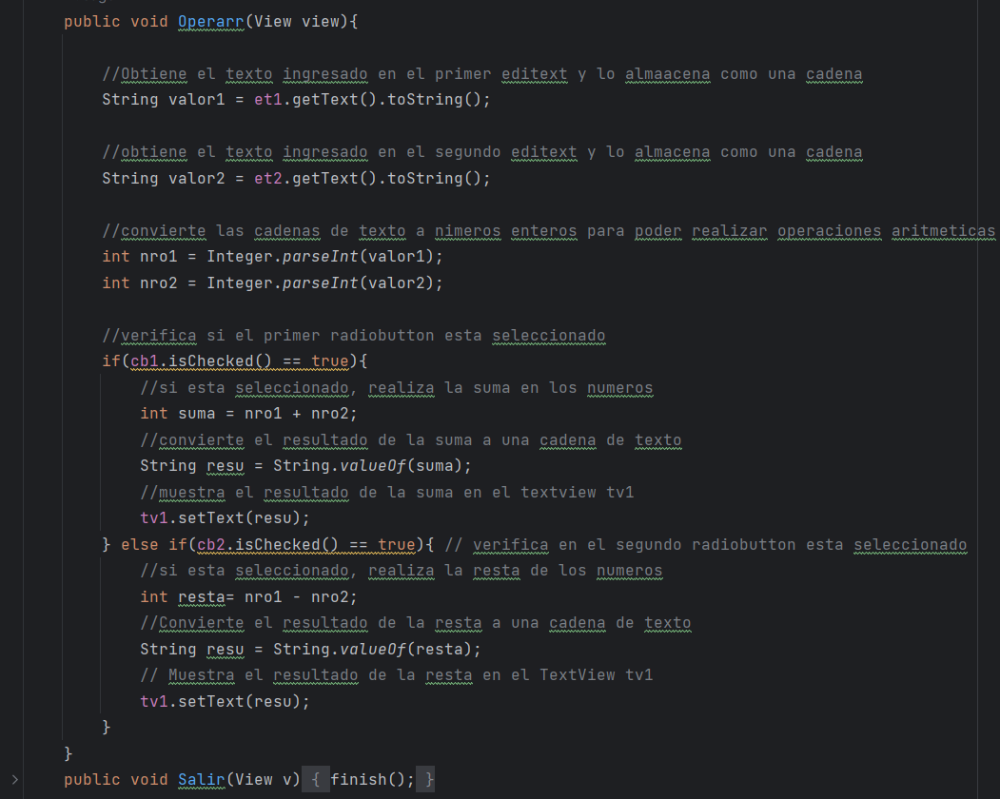 public void Operarr(View view){
//Obtiene el texto ingresado en el primer editext y lo almaacena como una cadena
String valor1 = et1.getText().toString();
//obtiene el texto ingresado en el segundo editext y lo almacena como una cadena
String valor2 = et2.getText().toString();
//convierte las cadenas de texto a nimeros enteros para poder realizar operaciones aritmeticas
int nro1 = Integer.parseInt(valor1);
int nro2 = Integer.parseInt(valor2);
//verifica si el primer radiobutton esta seleccionado
if(cb1.isChecked() == true){
//si esta seleccionado, realiza la suma en los numeros
int suma = nro1 + nro2;
//convierte el resultado de la suma a una cadena de texto
String resu = String.valueOf(suma);
//muestra el resultado de la suma en el textview tv1
tv1.setText(resu);
} else if(cb2.isChecked() == true){ // verifica en el segundo radiobutton esta seleccionado
//si esta seleccionado, realiza la resta de los numeros
int resta= nro1 - nro2;
//Convierte el resultado de la resta a una cadena de texto
String resu = String.valueOf(resta);
// Muestra el resultado de la resta en el TextView tv1
tv1.setText(resu);
}
}
public void Salir(View v) { finish(); }